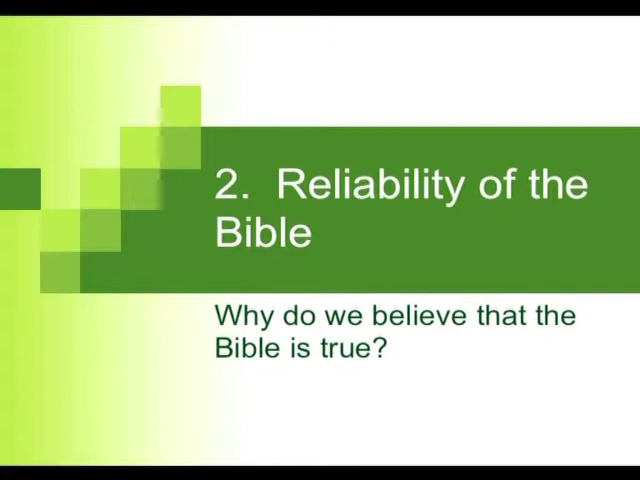 2. Reliability of the
Bible
Why do we believe that the
Bible is true?